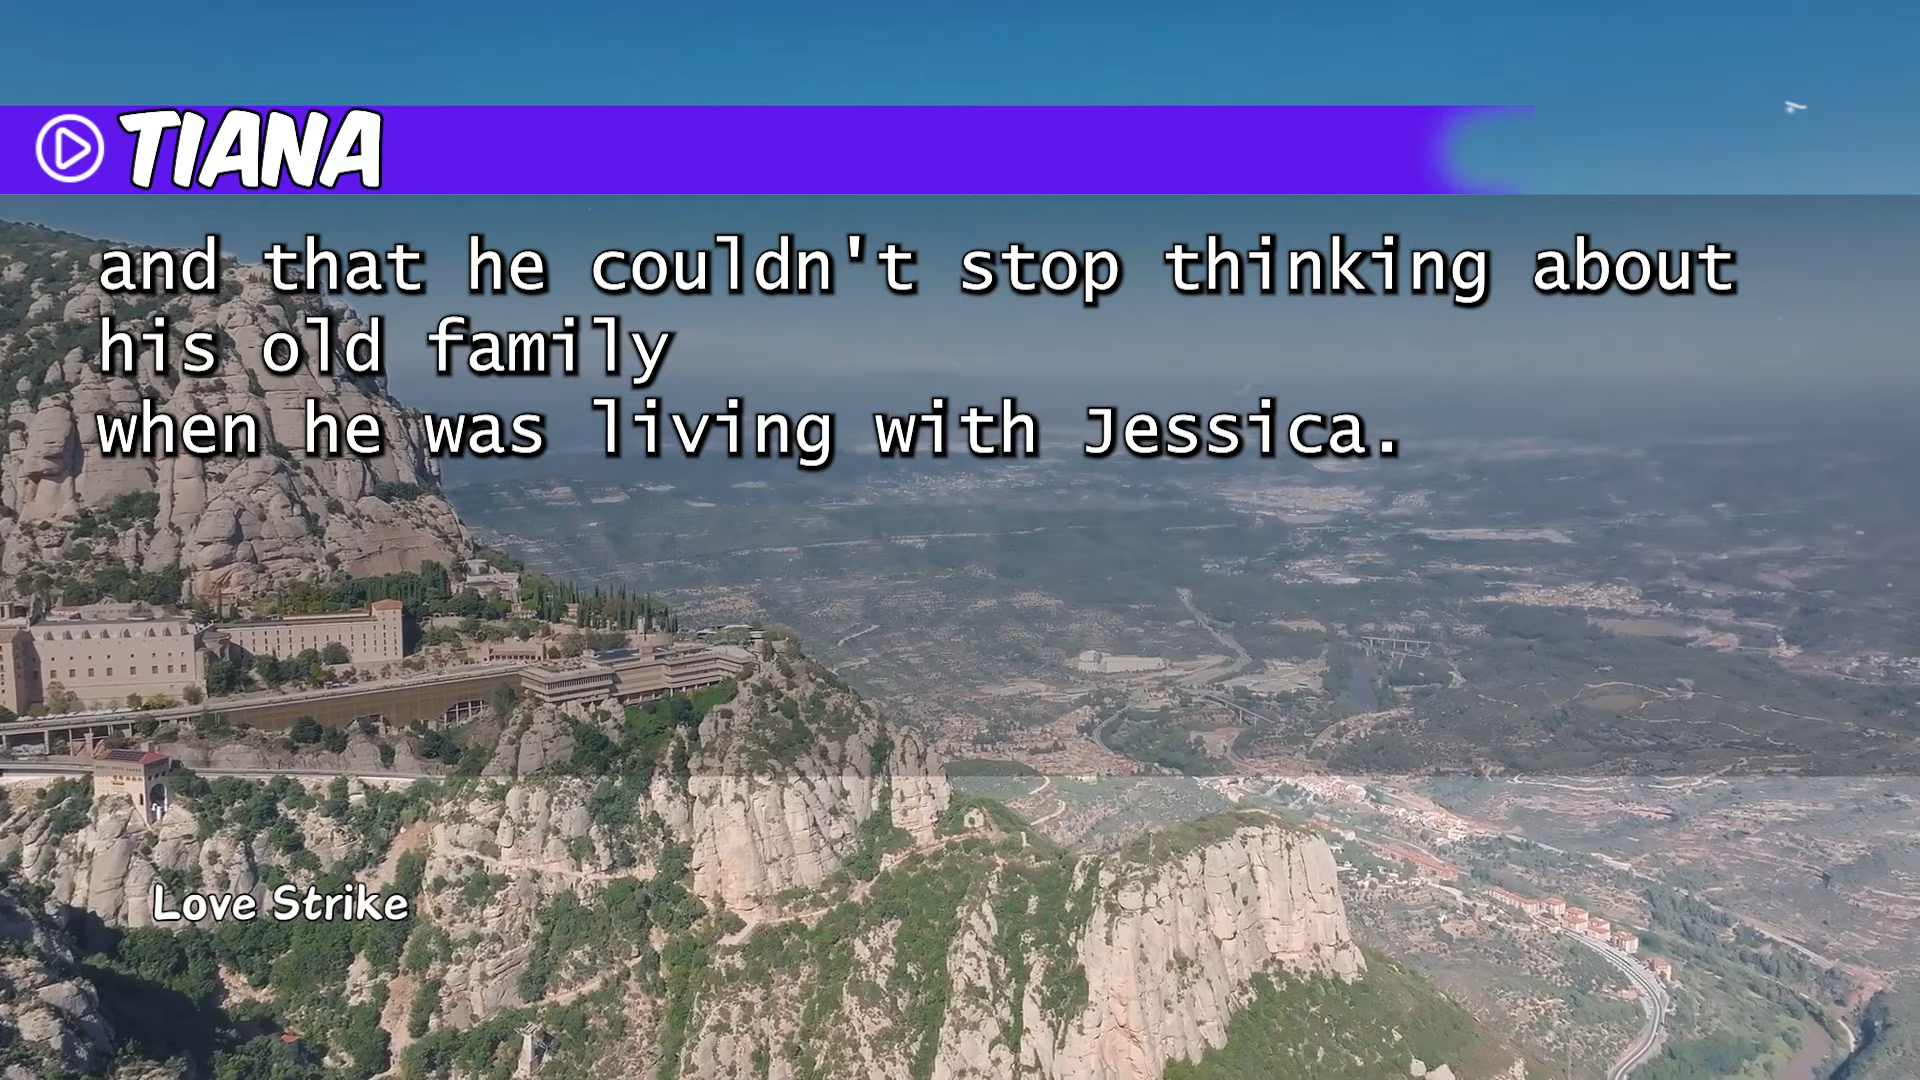 TIANA
and that he couldn't stop thinking about
his old family
when he was living with Jessica.
Love Strike